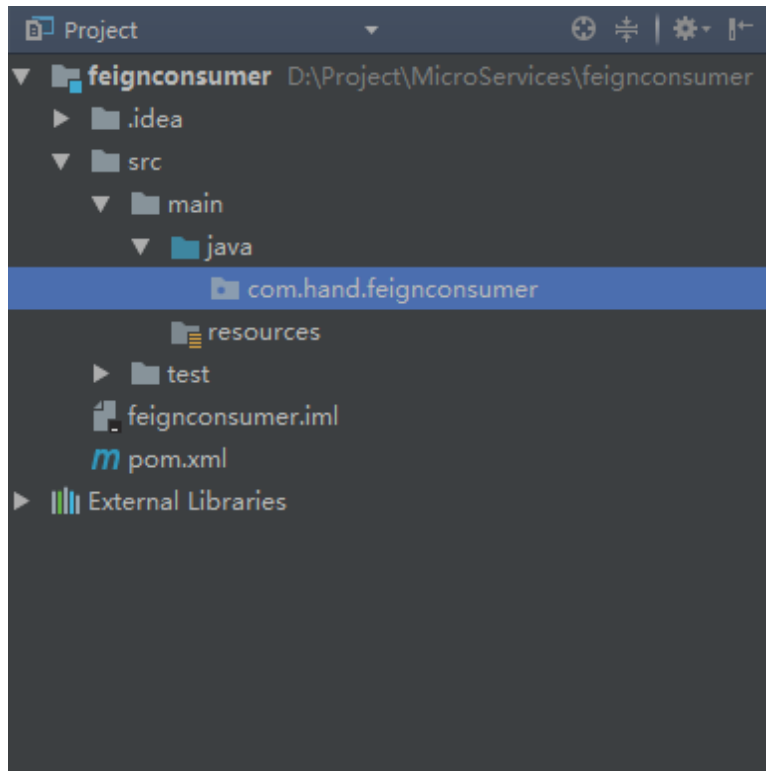 Project
feignconsumer D:\Project\MicroServices\feignconsumer
.idea
src
main
java
com.hand.feignconsumer
resources
test
feignconsumer.iml
m pom.xml
External Libraries